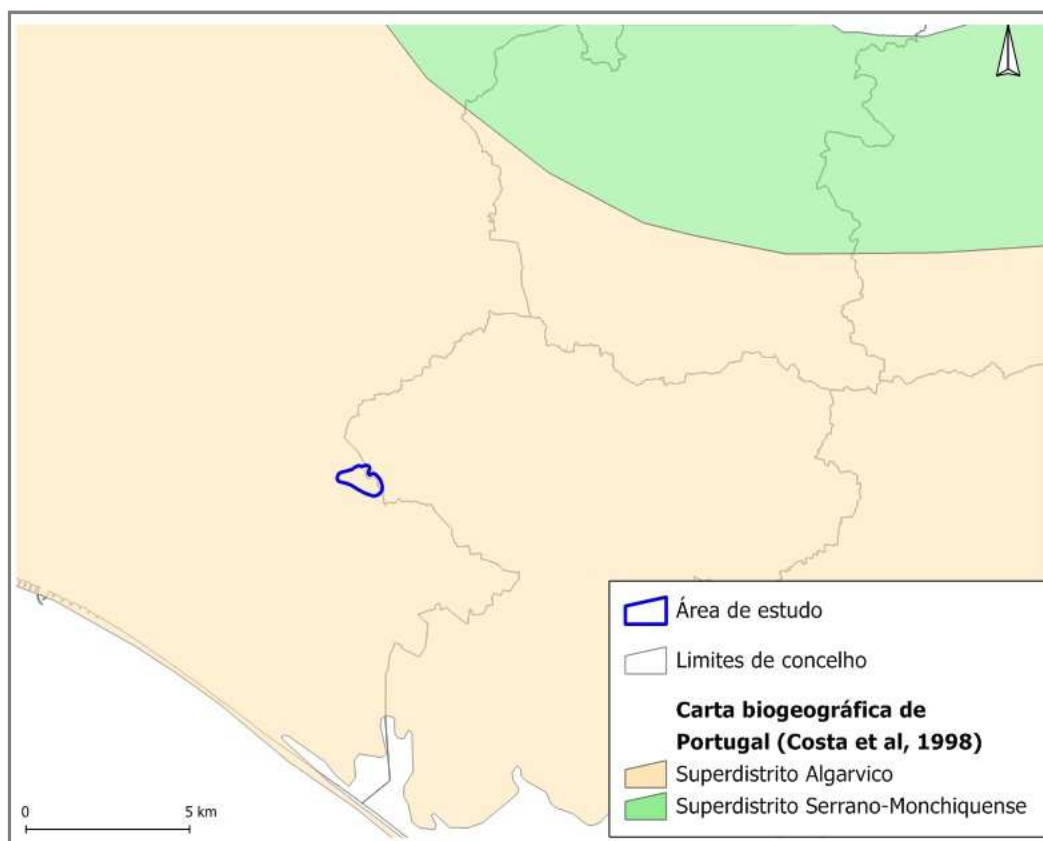 Área de estudo
Limites de concelho
Carta biogeográfica de
Portugal (Costa et al, 1998)
Superdistrito Algarvico
Superdistrito Serrano-Monchiquense
0 5 km